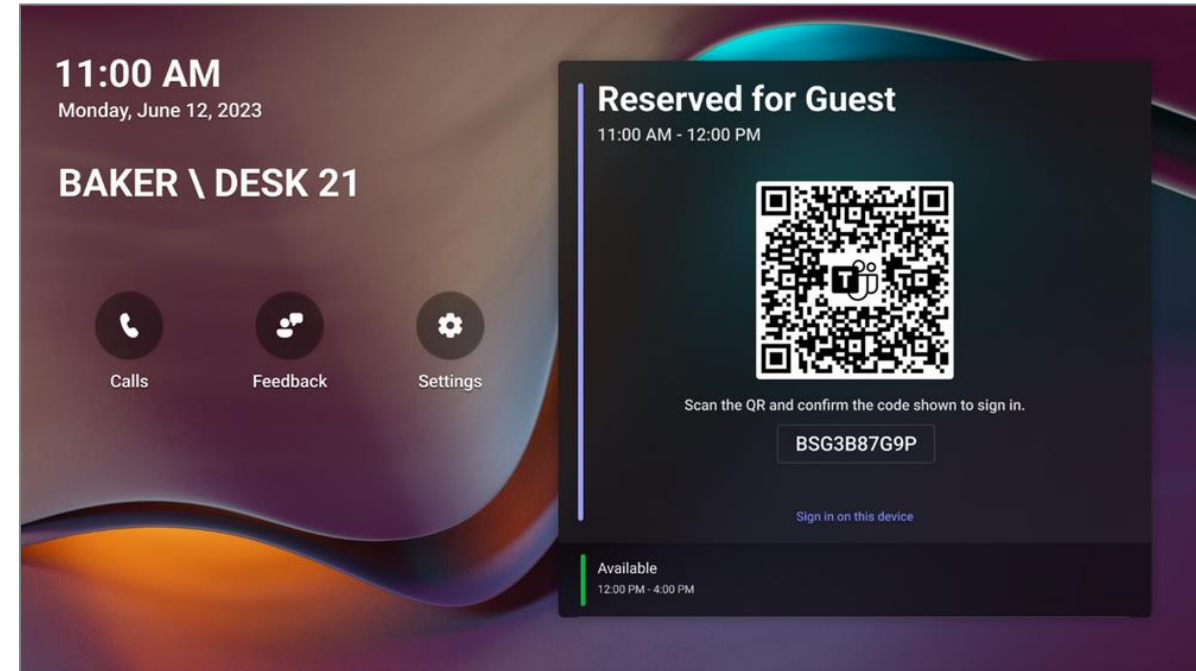 11:00 AM
Monday, June 12, 2023
BAKER \ DESK 21
Calls
Feedback
Settings
Reserved for Guest
11:00 AM - 12:00 PM
T
Scan the QR and confirm the code shown to sign in.
BSG3B87G9P
Sign in on this device
Available
12:00 PM - 4:00 PM